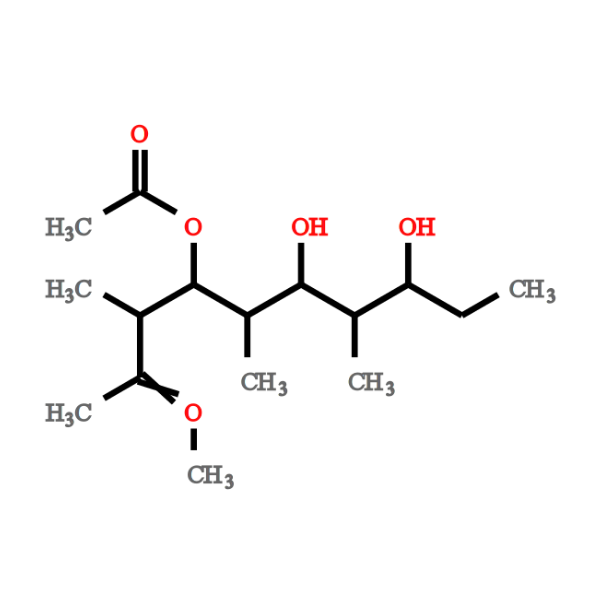 O
H₃C O OH OH
H₃C CH₃
CH₃ CH₃
H₃C O
CH₃